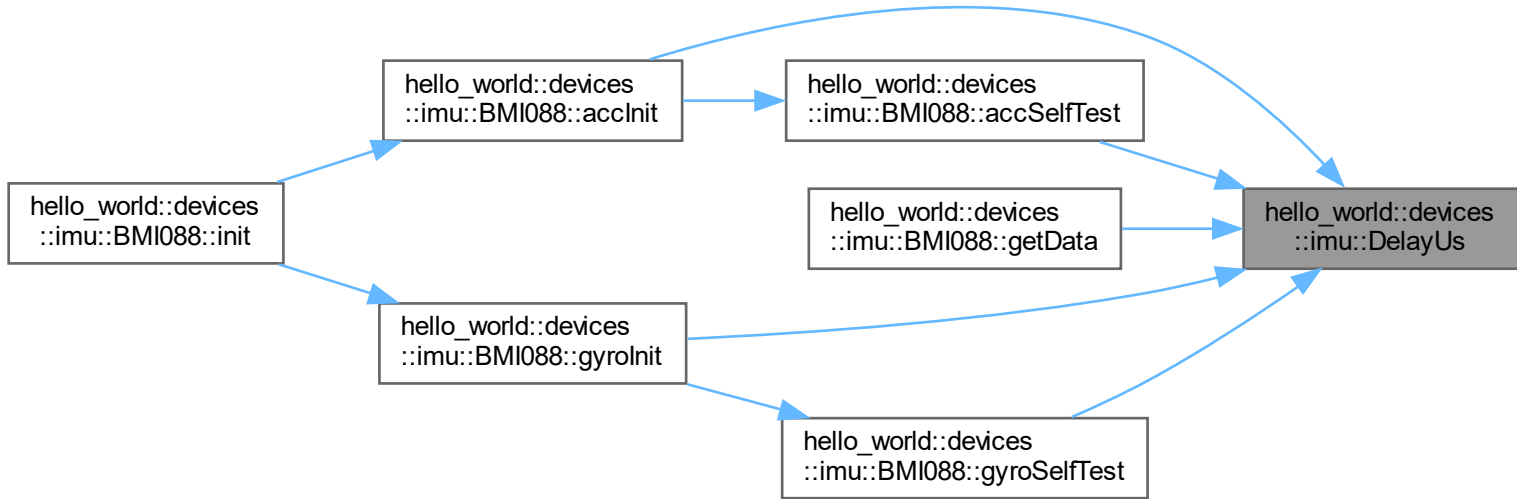 hello_world::devices
::imu::BMI088::accInit
hello_world::devices
::imu::BMI088::accSelfTest
hello_world::devices
::imu::BMI088::init
hello_world::devices
::imu::BMI088::getData
hello_world::devices
::imu::DelayUs
hello_world::devices
::imu::BMI088::gyroInit
hello_world::devices
::imu::BMI088::gyroSelfTest